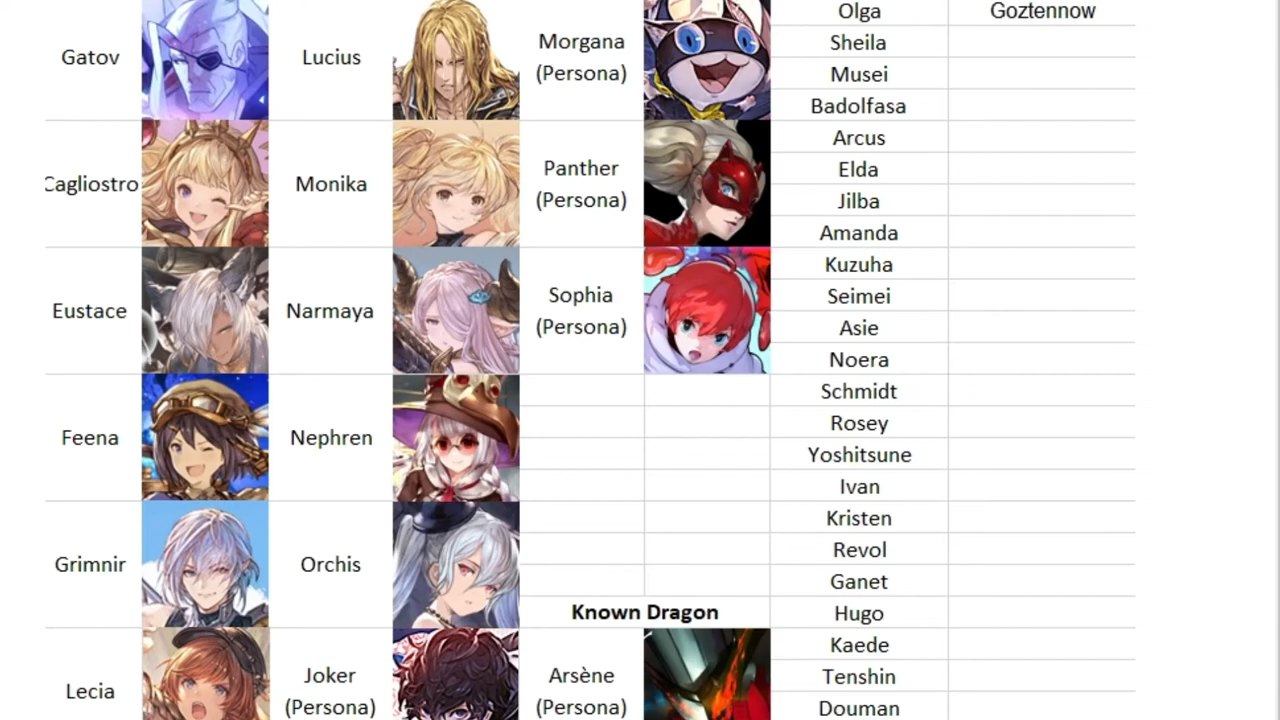 Gatov
Lucius
Morgana
(Persona)
Cagliostro
Monika
Panther
(Persona)
Eustace
Narmaya
Sophia
(Persona)
Feena
Nephren
Grimnir
Orchis
Known Dragon
Lecia
Joker
(Persona)
Arsène
(Persona)
Olga
Goztennow
Sheila
Musei
Badolfasa
Arcus
Elda
Jilba
Amanda
Kuzuha
Seimei
Asie
Noera
Schmidt
Rosey
Yoshitsune
Ivan
Kristen
Revol
Ganet
Hugo
Kaede
Tenshin
Douman